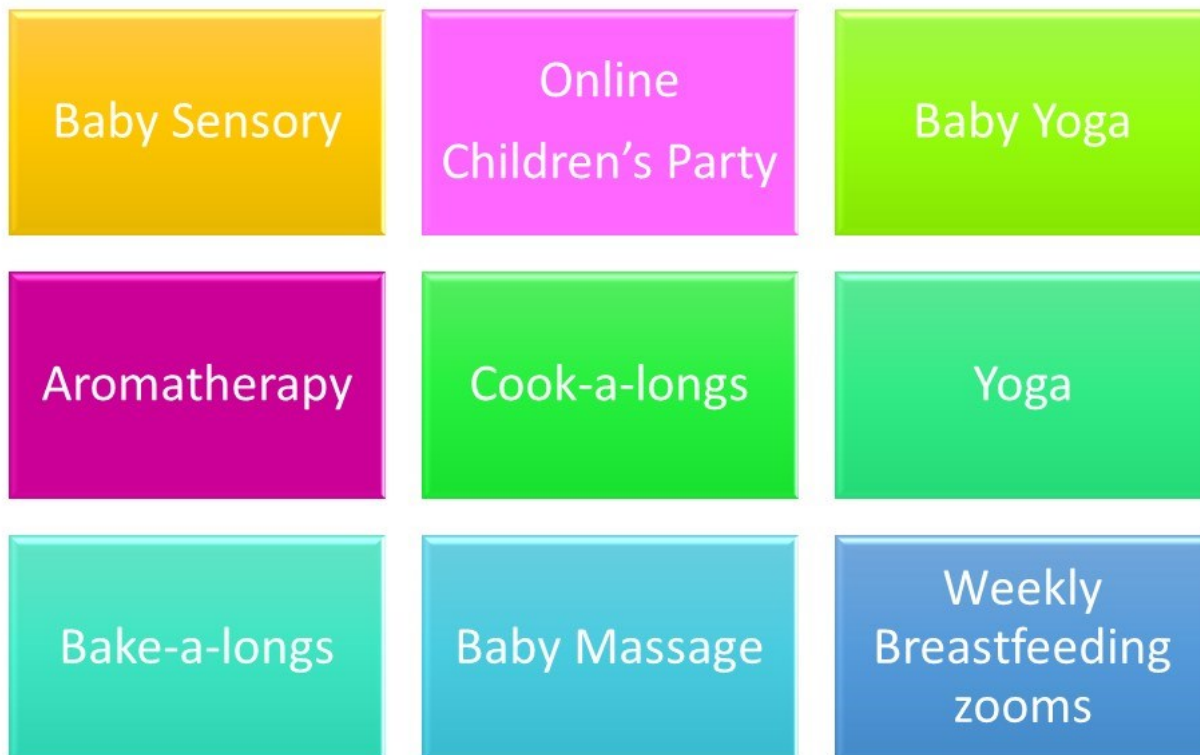 Baby Sensory
Online
Children's Party
Baby Yoga
Aromatherapy
Cook-a-longs
Yoga
Bake-a-longs
Baby Massage
Weekly
Breastfeeding
zooms